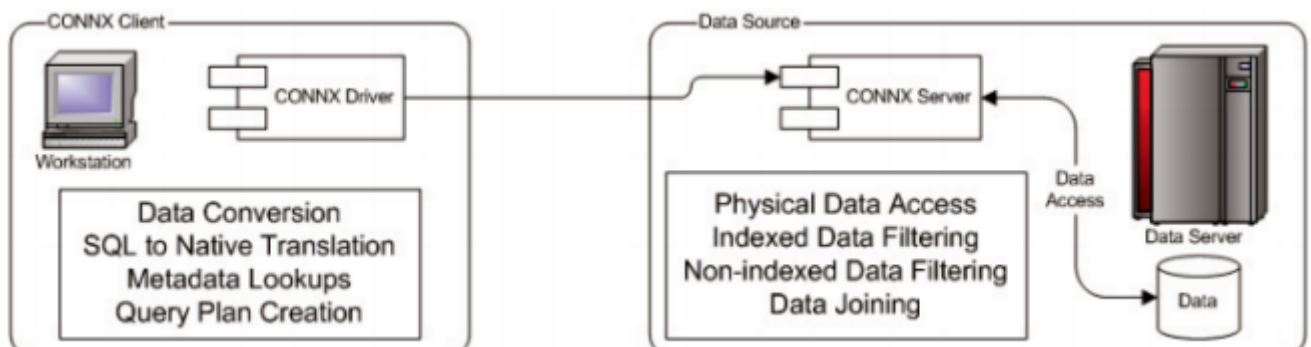 CONNX Client
Data Source
CONNX Driver
CONNX Server
Workstation
Data
Access
Data Server
Data Conversion
SQL to Native Translation
Metadata Lookups
Query Plan Creation
Physical Data Access
Indexed Data Filtering
Non-indexed Data Filtering
Data Joining
Data